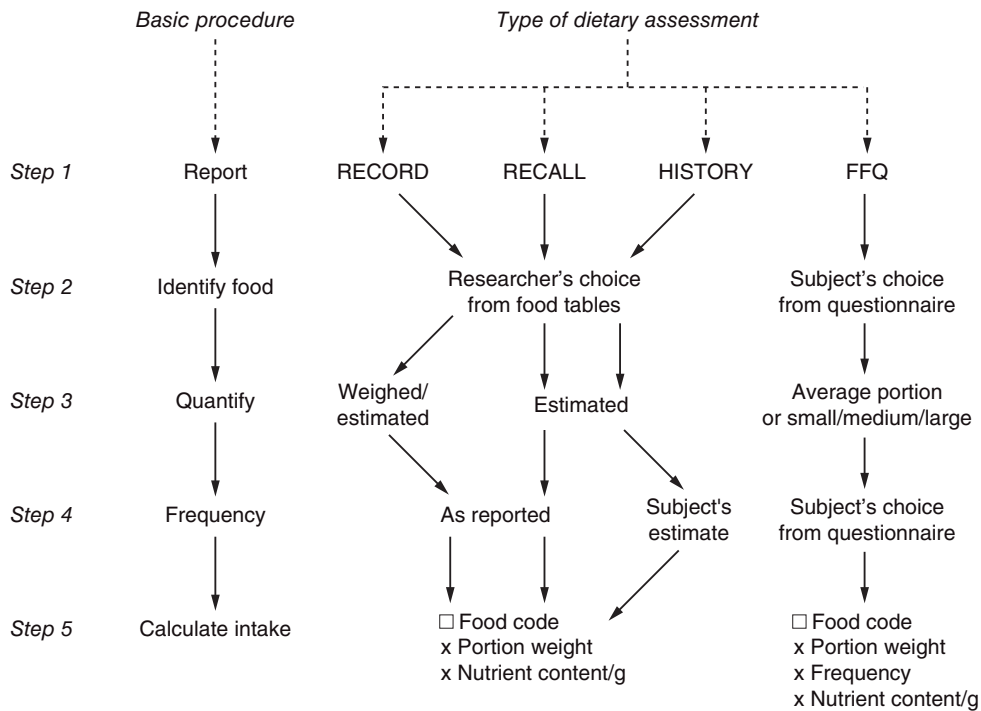 Basic procedure
Type of dietary assessment
Step 1
Report
RECORD
RECALL
HISTORY
FFQ
Step 2
Identify food
Researcher's choice
from food tables
Subject's choice
from questionnaire
Step 3
Quantify
Weighed/
estimated
Estimated
Average portion
or small/medium/large
Step 4
Frequency
As reported
Subject's
estimate
Subject's choice
from questionnaire
Step 5
Calculate intake
□ Food code
x Portion weight
x Nutrient content/g
□ Food code
x Portion weight
x Frequency
x Nutrient content/g